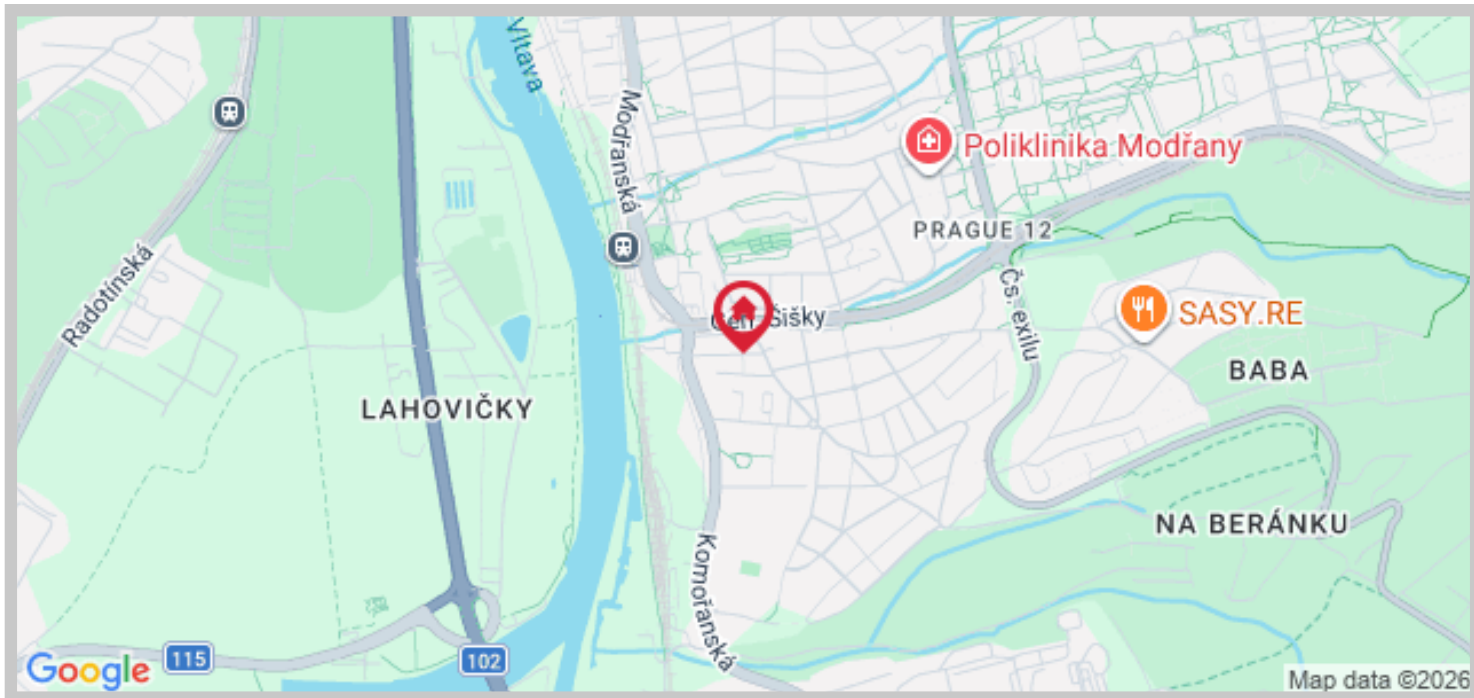 Vltava
Modřanská
Poliklinika Modřany
PRAGUE 12
Radotínská
Gen. Šišky
Čs. exilu
SASY.RE
BABA
LAHOVIČKY
NA BERÁNKU
Komořanská
Google
115
102
Map data ©2026